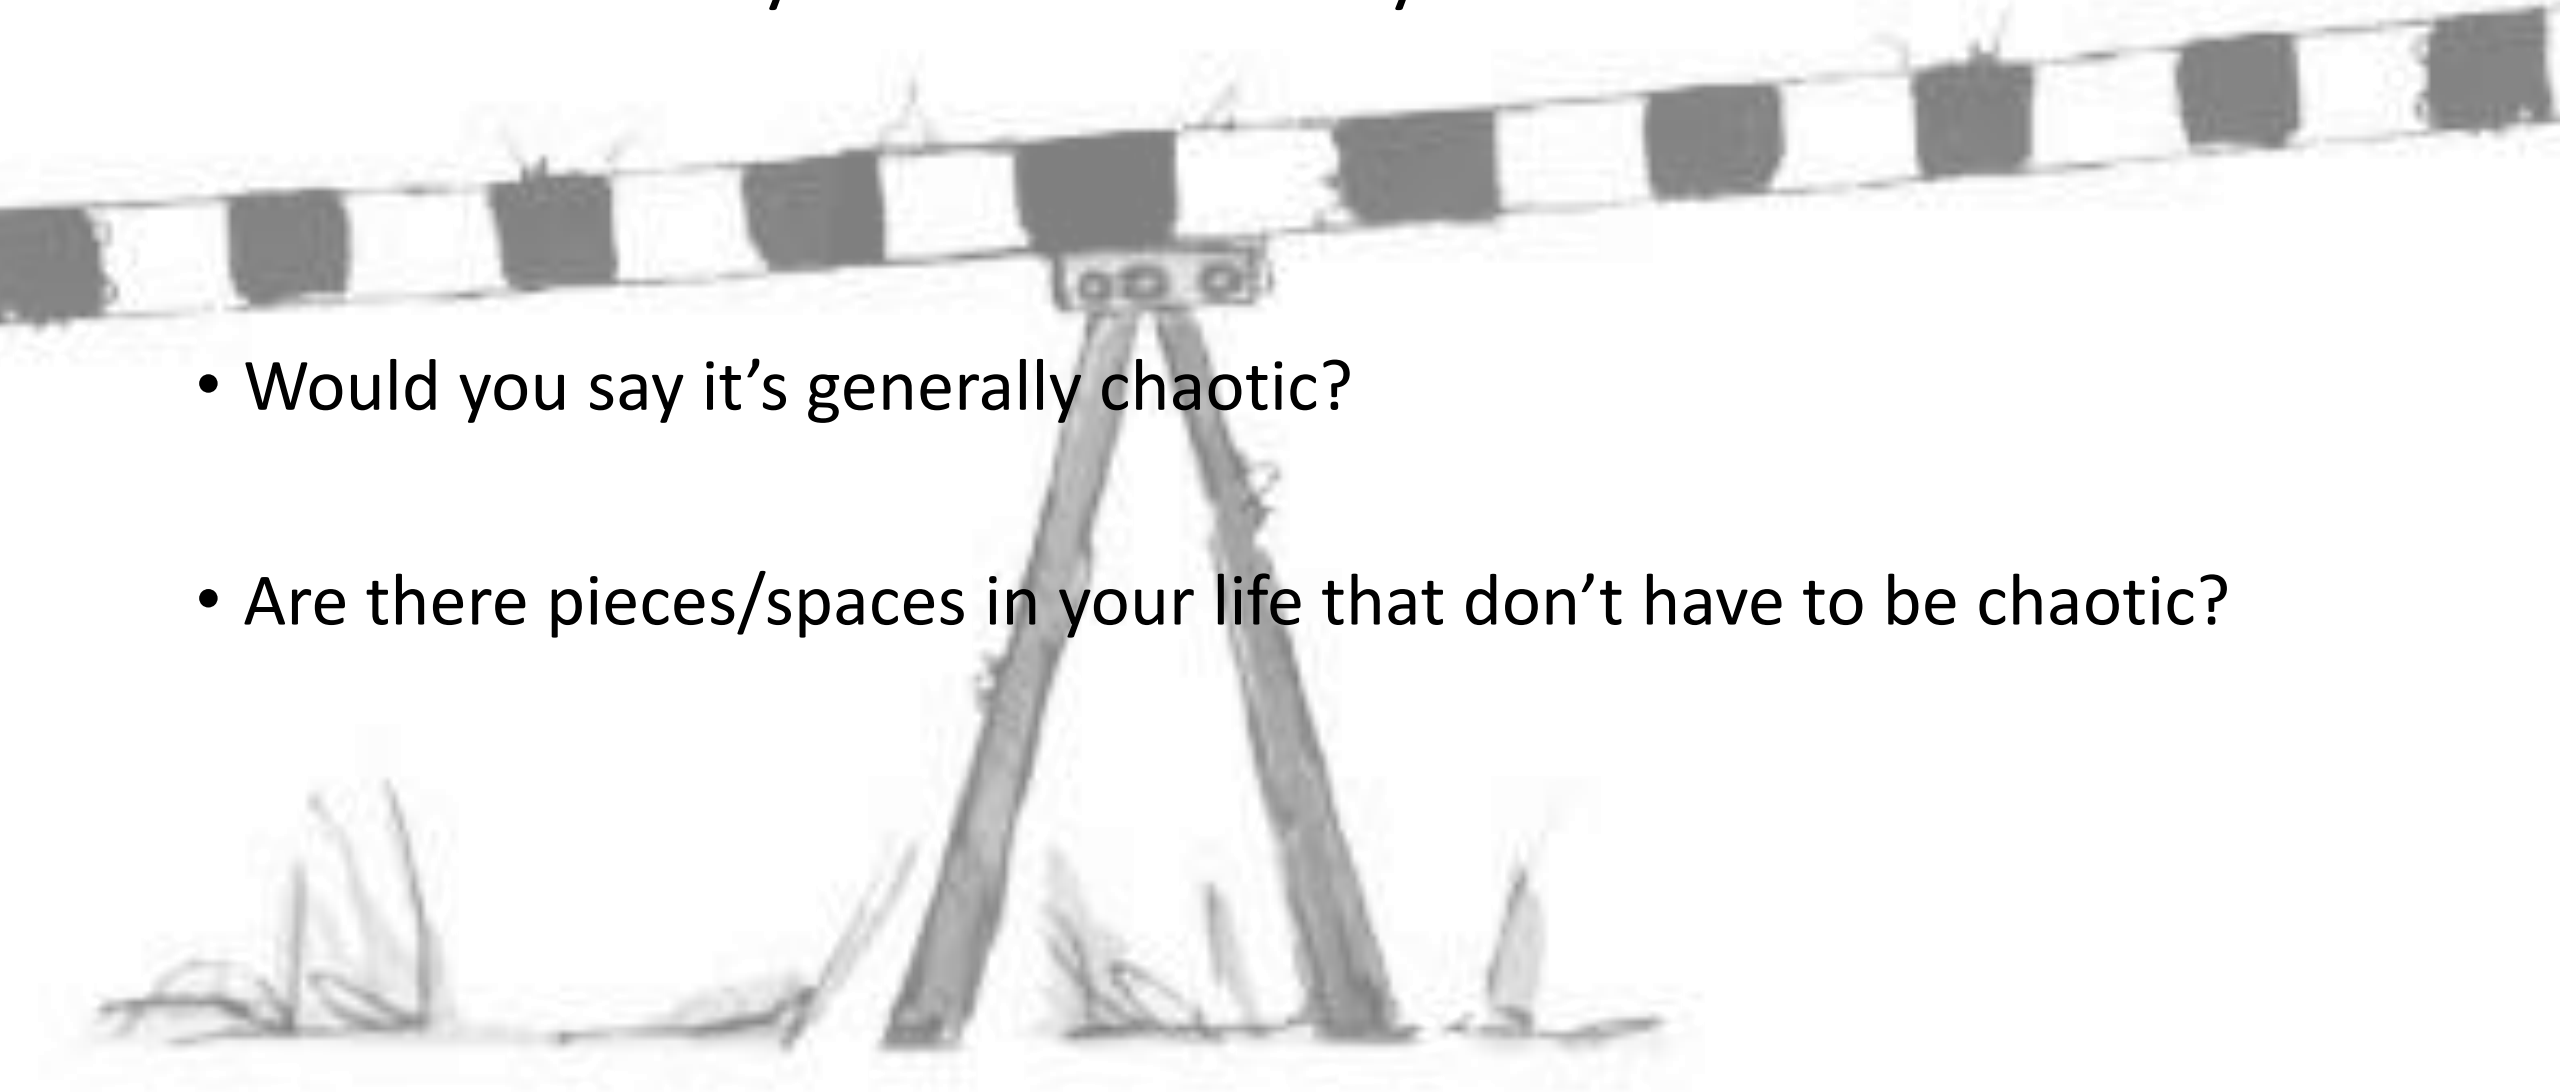 • Would you say it’s generally chaotic?
• Are there pieces/spaces in your life that don’t have to be chaotic?